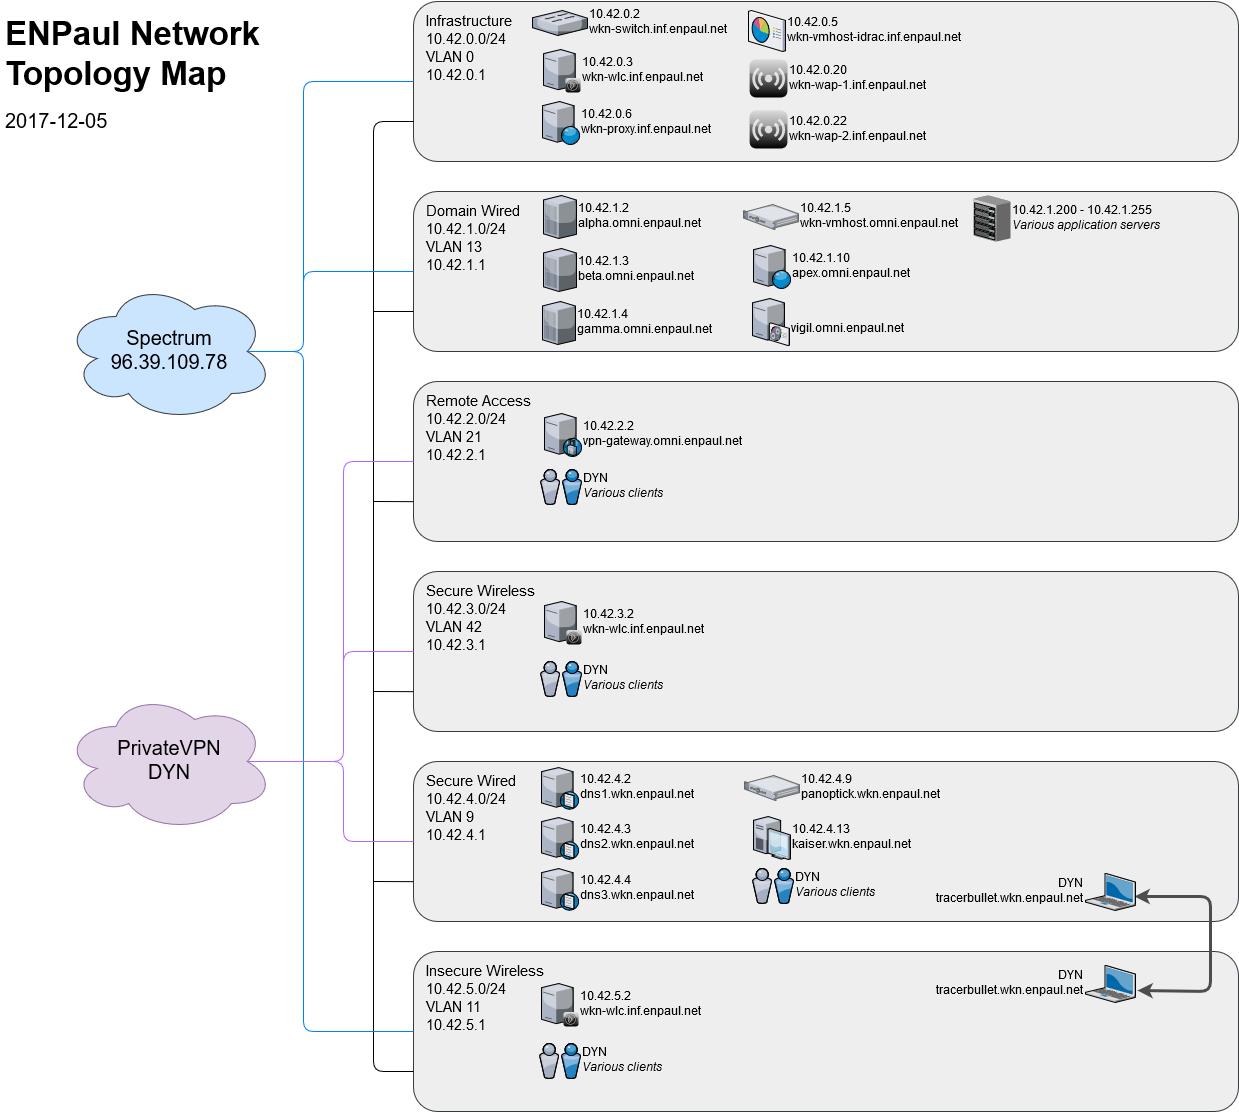 ENPaul Network
Topology Map
2017-12-05
Spectrum
96.39.109.78
PrivateVPN
DYN
Infrastructure
10.42.0.0/24
VLAN 0
10.42.0.1
10.42.0.2
wkn-switch.inf.enpaul.net
10.42.0.3
wkn-wlc.inf.enpaul.net
10.42.0.6
wkn-proxy.inf.enpaul.net
10.42.0.5
wkn-vmhost-idrac.inf.enpaul.net
10.42.0.20
wkn-wap-1.inf.enpaul.net
10.42.0.22
wkn-wap-2.inf.enpaul.net
Domain Wired
10.42.1.0/24
VLAN 13
10.42.1.1
10.42.1.2
alpha.omni.enpaul.net
10.42.1.3
beta.omni.enpaul.net
10.42.1.4
gamma.omni.enpaul.net
10.42.1.5
wkn-vmhost.omni.enpaul.net
10.42.1.10
apex.omni.enpaul.net
vigil.omni.enpaul.net
10.42.1.200 - 10.42.1.255
Various application servers
Remote Access
10.42.2.0/24
VLAN 21
10.42.2.1
10.42.2.2
vpn-gateway.omni.enpaul.net
DYN
Various clients
Secure Wireless
10.42.3.0/24
VLAN 42
10.42.3.1
10.42.3.2
wkn-wlc.inf.enpaul.net
DYN
Various clients
Secure Wired
10.42.4.0/24
VLAN 9
10.42.4.1
10.42.4.2
dns1.wkn.enpaul.net
10.42.4.3
dns2.wkn.enpaul.net
10.42.4.4
dns3.wkn.enpaul.net
10.42.4.9
panoptick.wkn.enpaul.net
10.42.4.13
kaiser.wkn.enpaul.net
DYN
Various clients
DYN
tracerbullet.wkn.enpaul.net
Insecure Wireless
10.42.5.0/24
VLAN 11
10.42.5.1
10.42.5.2
wkn-wlc.inf.enpaul.net
DYN
Various clients
DYN
tracerbullet.wkn.enpaul.net